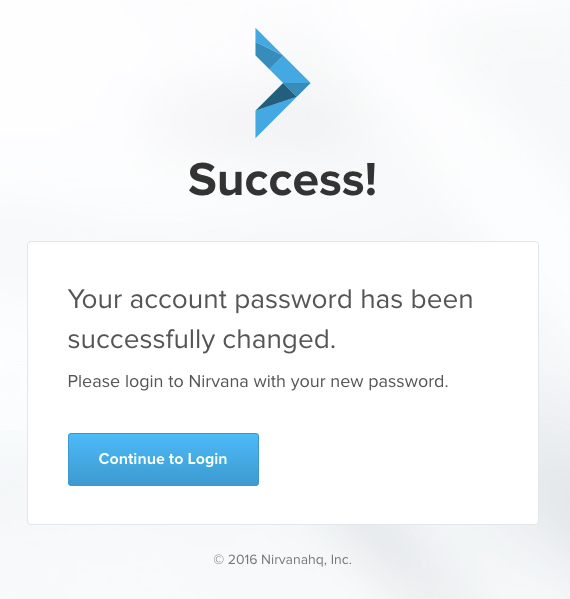 Success!
Your account password has been
successfully changed.
Please login to Nirvana with your new password.
Continue to Login
© 2016 Nirvanahq, Inc.